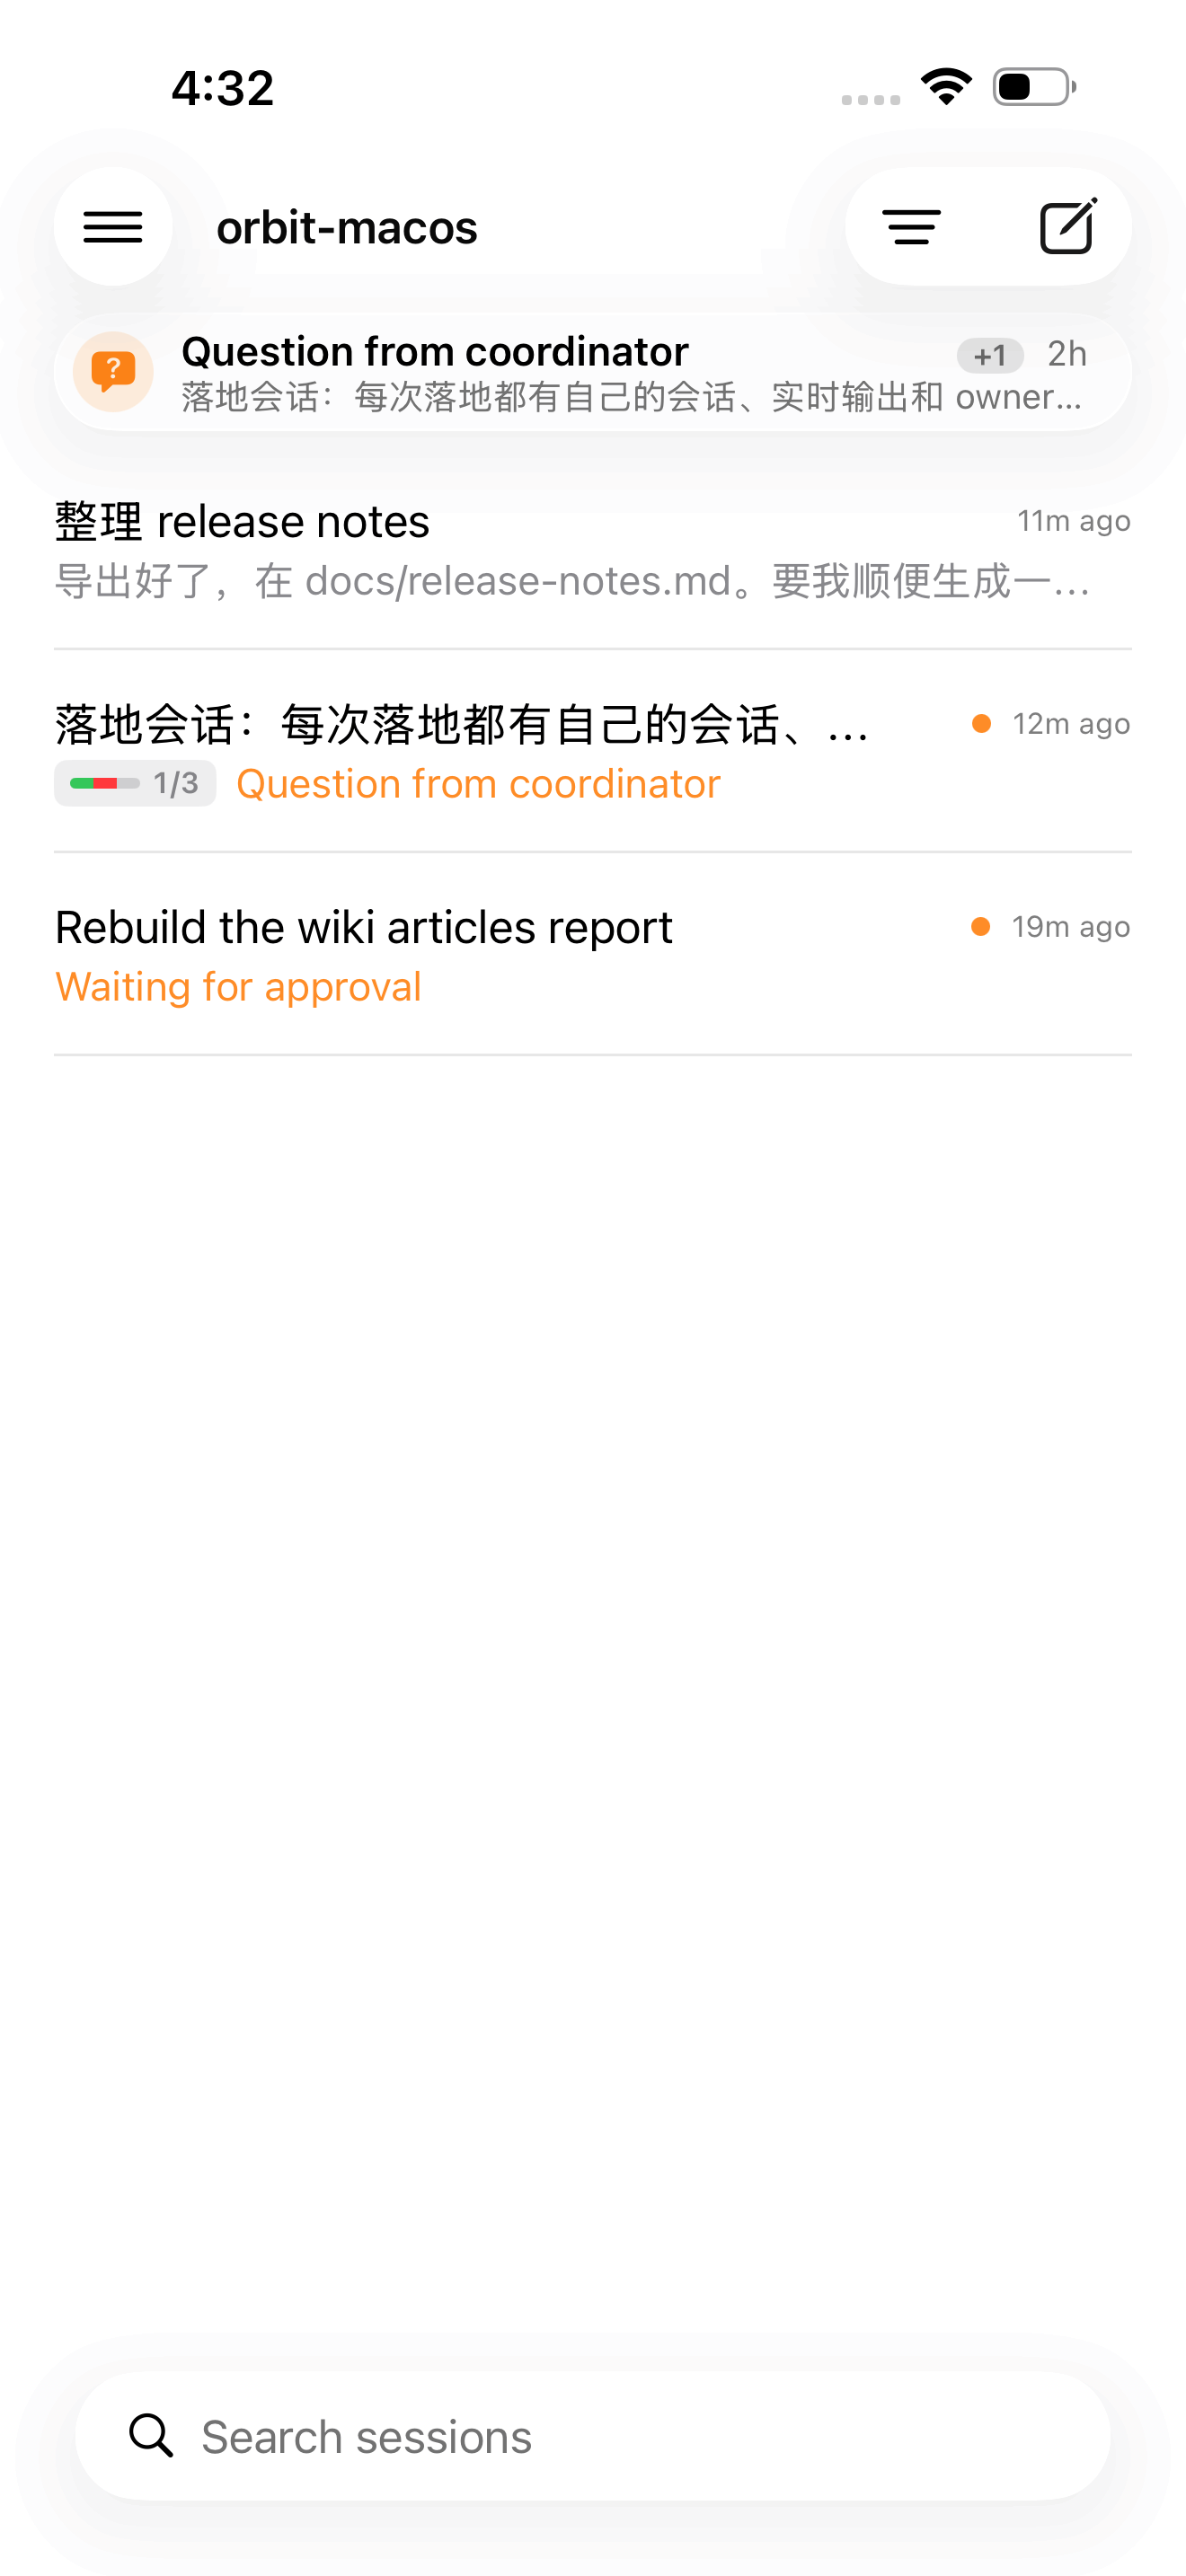 4:32
orbit-macos
Question from coordinator +1 2h
落地会话：每次落地都有自己的会话、实时输出和 owner...
整理 release notes 11m ago
导出好了，在 docs/release-notes.md。要我顺便生成一...
落地会话：每次落地都有自己的会话、... 12m ago
1/3 Question from coordinator
Rebuild the wiki articles report 19m ago
Waiting for approval
Search sessions